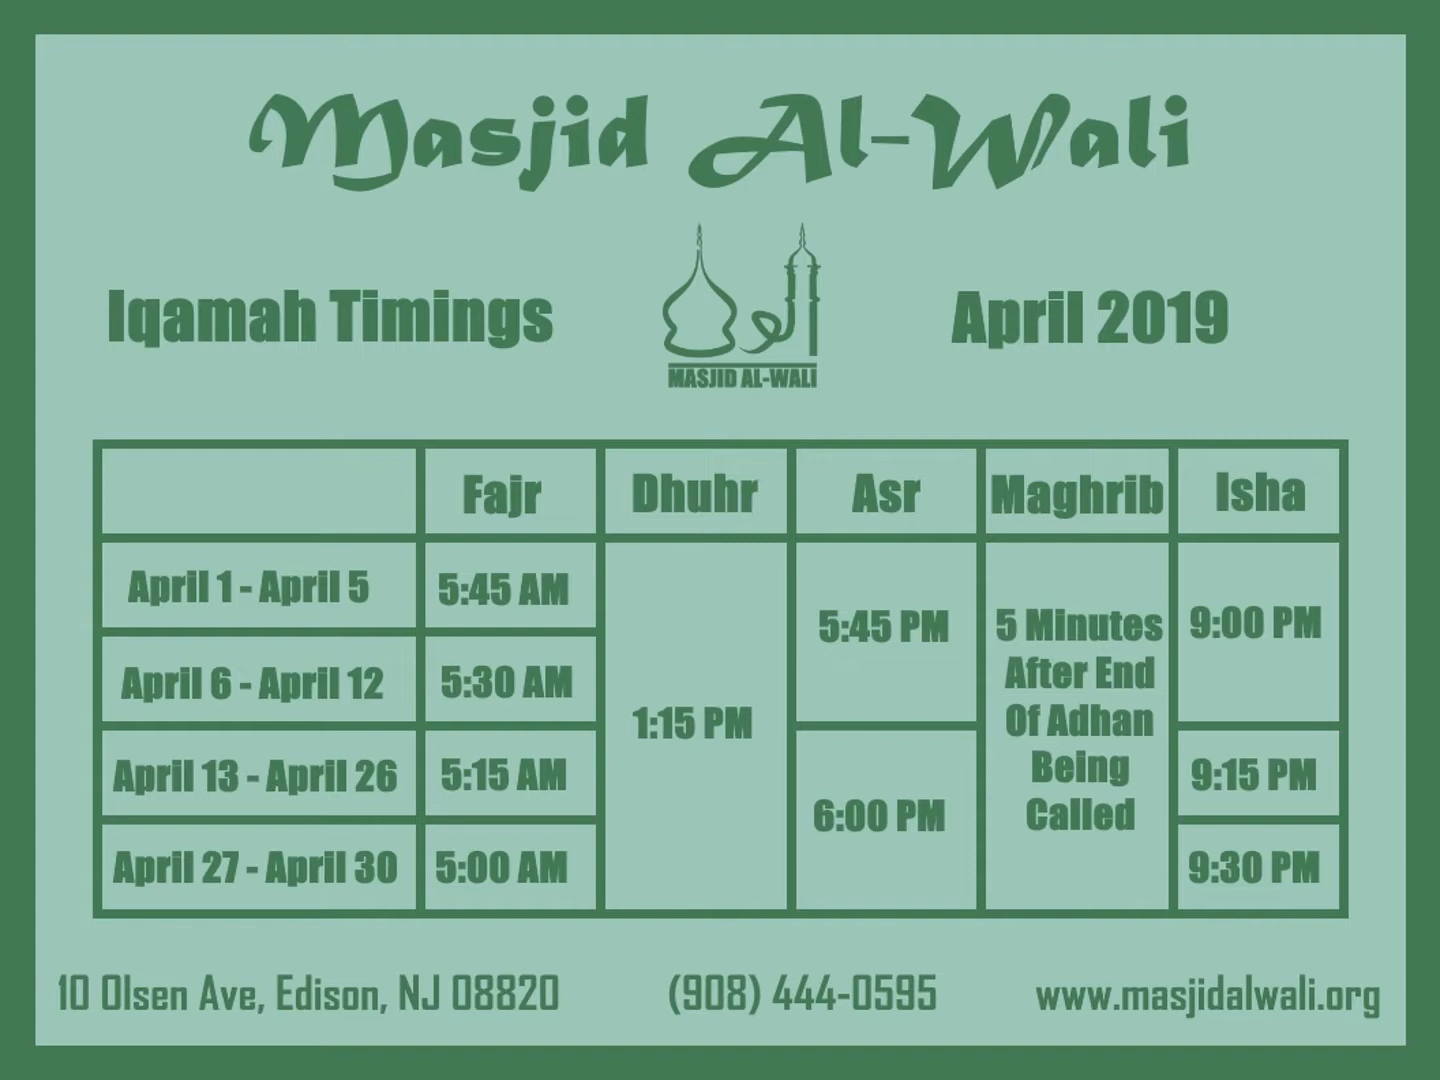 Masjid Al-Wali
Iqamah Timings
الولي
MASJID AL-WALI
April 2019
Fajr Dhuhr Asr Maghrib Isha
April 1 - April 5 5:45 AM
April 6 - April 12 5:30 AM
April 13 - April 26 5:15 AM
April 27 - April 30 5:00 AM
1:15 PM
5:45 PM
6:00 PM
5 Minutes
After End
Of Adhan
Being
Called
9:00 PM
9:15 PM
9:30 PM
10 Olsen Ave, Edison, NJ 08820 (908) 444-0595 www.masjidalwali.org